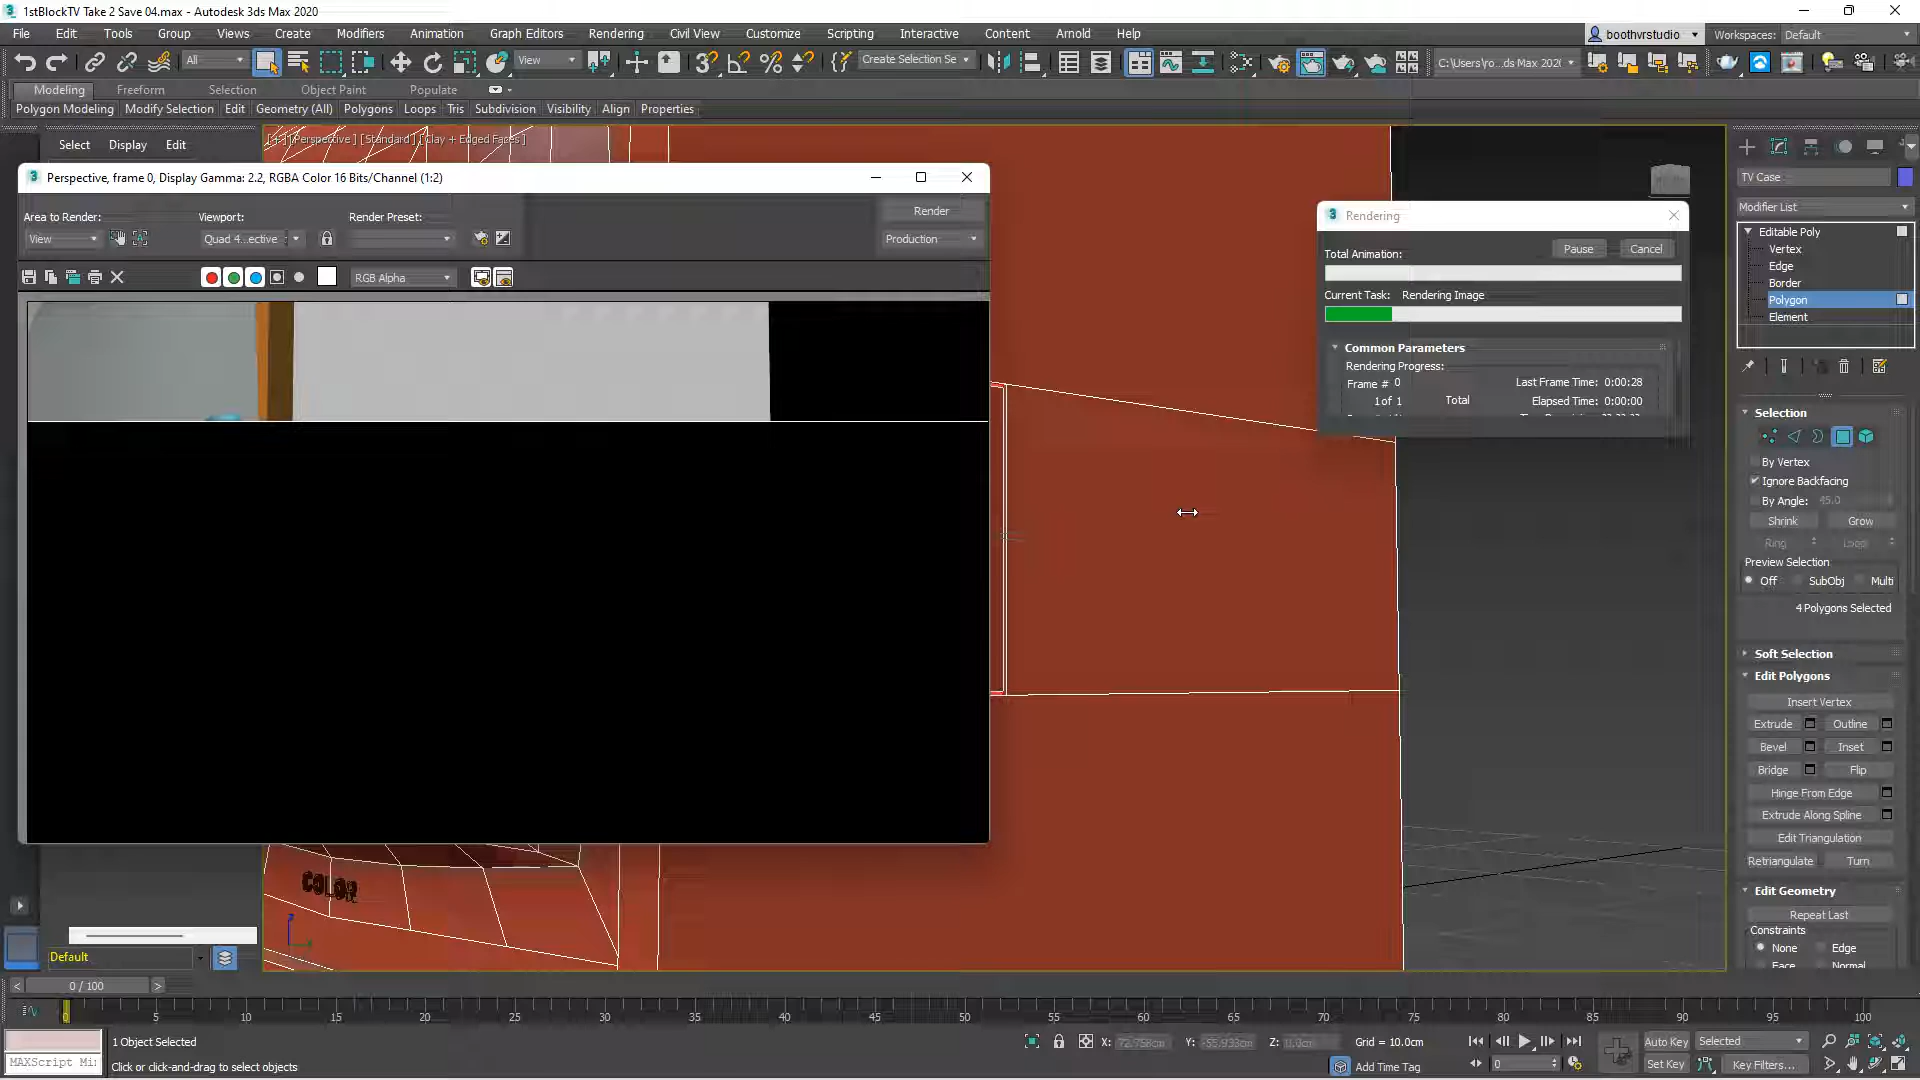 1stBlockTV Take 2 Save 04.max - Autodesk 3ds Max 2020
File Edit Tools Group Views Create Modifiers Animation Graph Editors Rendering Civil View Customize Scripting Interactive Content Arnold Help
boothvrstudio Workspaces: Default
All View Create Selection Se C:\Users\ro...ds Max 202(
Modeling Freeform Selection Object Paint Populate
Polygon Modeling Modify Selection Edit Geometry (All) Polygons Loops Tris Subdivision Visibility Align Properties
Select Display Edit
[+] [Perspective ] [Standard ] [Clay + Edged Faces ]
Perspective, frame 0, Display Gamma: 2.2, RGBA Color 16 Bits/Channel (1:2)
Area to Render: Viewport: Render Preset: Render
View Quad 4...ective Production
RGB Alpha
Rendering
Total Animation: Pause Cancel
Current Task: Rendering Image
Common Parameters
Rendering Progress:
Frame # 0 Last Frame Time: 0:00:28
1 of 1 Total Elapsed Time: 0:00:00
TV Case
Modifier List
Editable Poly
Vertex
Edge
Border
Polygon
Element
Selection
By Vertex
Ignore Backfacing
By Angle: 45.0
Shrink Grow
Ring Loop
Preview Selection
Off SubObj Multi
4 Polygons Selected
Soft Selection
Edit Polygons
Insert Vertex
Extrude Outline
Bevel Inset
Bridge Flip
Hinge From Edge
Extrude Along Spline
Edit Triangulation
Retriangulate Turn
Edit Geometry
Repeat Last
Constraints
None Edge
Face Normal
COLOR
Default
0 / 100
0 5 10 15 20 25 30 35 40 45 50 55 60 65 70 75 80 85 90 95 100
1 Object Selected X: 72.758cm Y: -55.933cm Z: 0.0cm Grid = 10.0cm Auto Key Selected
MAXScript Mi Click or click-and-drag to select objects Add Time Tag 0 Set Key Key Filters...